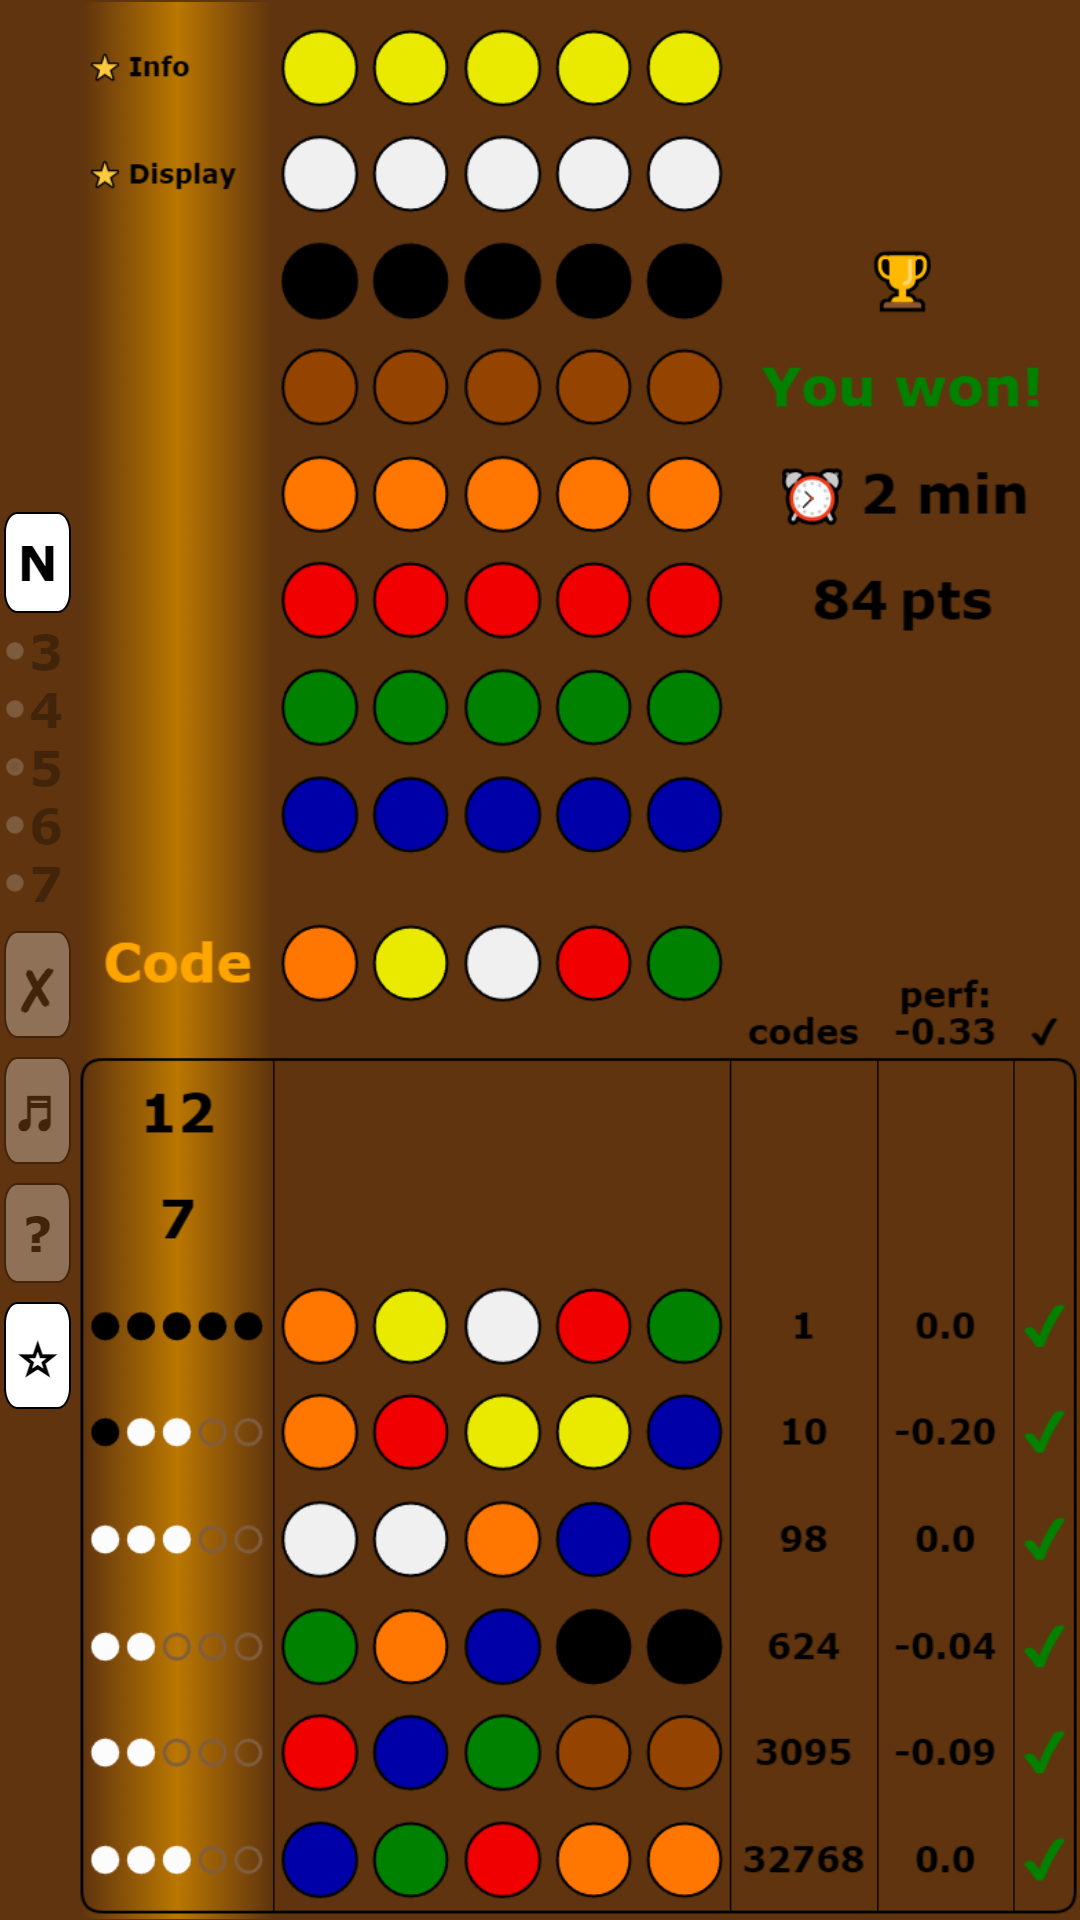 ★ Info
★ Display
You won!
2 min
84 pts
N
3
4
5
6
7
✗
♬
?
☆
Code
perf:
codes -0.33 ✓
12
7
1 0.0 ✓
10 -0.20 ✓
98 0.0 ✓
624 -0.04 ✓
3095 -0.09 ✓
32768 0.0 ✓